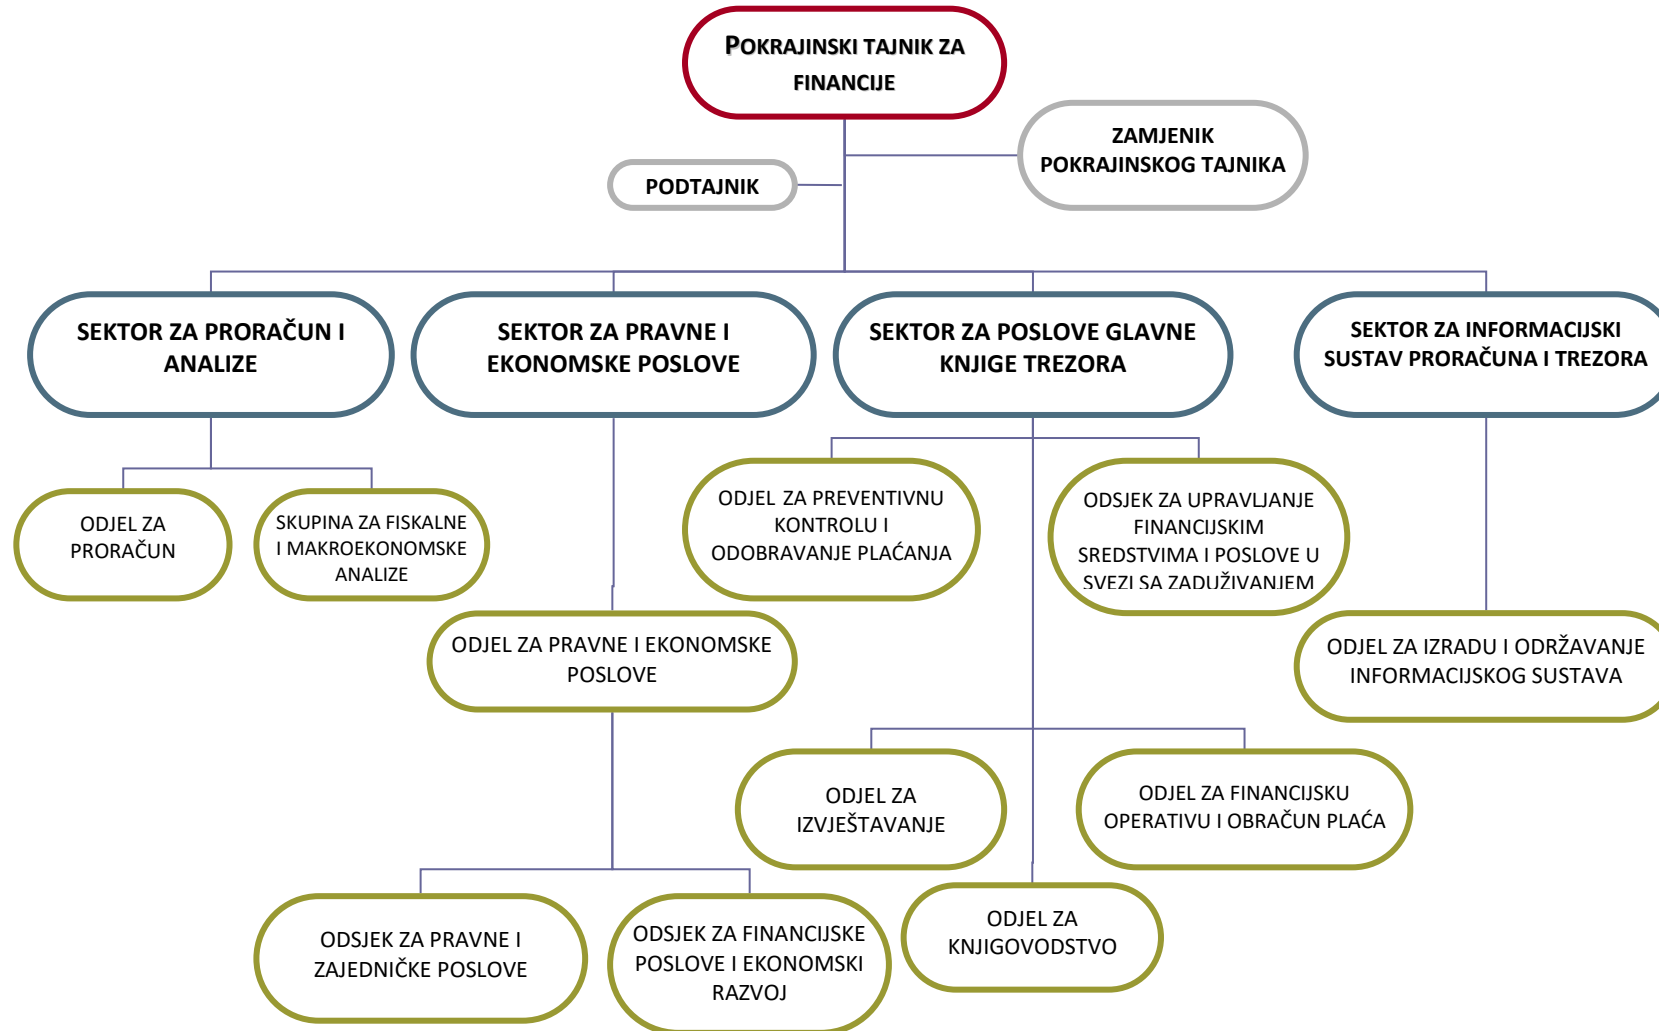 POKRAJINSKI TAJNIK ZA
FINANCIJE
ZAMJENIK
POKRAJINSKOG TAJNIKA
PODTAJNIK
SEKTOR ZA PRORAČUN I
ANALIZE
SEKTOR ZA PRAVNE I
EKONOMSKE POSLOVE
SEKTOR ZA POSLOVE GLAVNE
KNJIGE TREZORA
SEKTOR ZA INFORMACIJSKI
SUSTAV PRORAČUNA I TREZORA
ODJEL ZA
PRORAČUN
SKUPINA ZA FISKALNE
I MAKROEKONOMSKE
ANALIZE
ODJEL ZA PREVENTIVNU
KONTROLU I
ODOBRAVANJE PLAĆANJA
ODSJEK ZA UPRAVLJANJE
FINANCIJSKIM
SREDSTVIMA I POSLOVE U
SVEZI SA ZADUŽIVANJEM
ODJEL ZA PRAVNE I EKONOMSKE
POSLOVE
ODJEL ZA IZRADU I ODRŽAVANJE
INFORMACIJSKOG SUSTAVA
ODJEL ZA
IZVJEŠTAVANJE
ODJEL ZA FINANCIJSKU
OPERATIVU I OBRAČUN PLAĆA
ODSJEK ZA PRAVNE I
ZAJEDNIČKE POSLOVE
ODSJEK ZA FINANCIJSKE
POSLOVE I EKONOMSKI
RAZVOJ
ODJEL ZA
KNJIGOVODSTVO